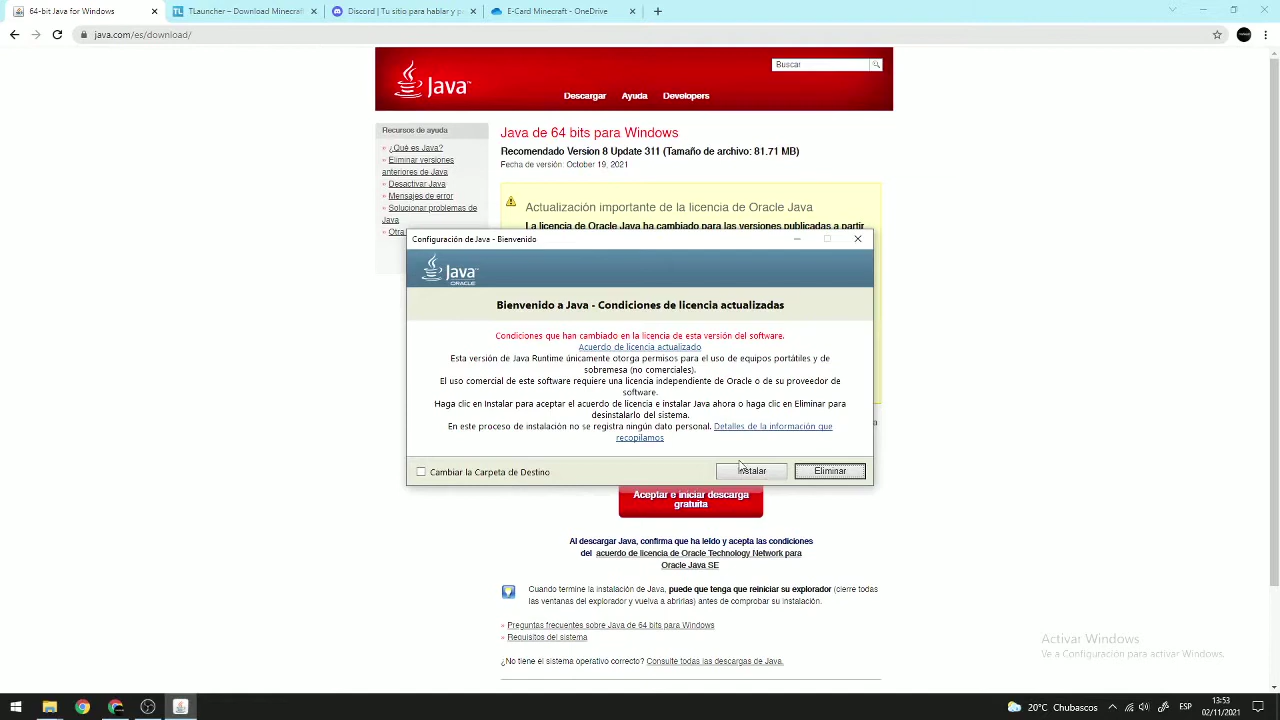 64-bit Java for Windows
TLauncher – Download Minecraft
Discord | Tu sitio para hablar y p
E-Card Minecraft - OneDrive
java.com/es/download/
Java
Descargar Ayuda Developers
Buscar
Recursos de ayuda
» ¿Qué es Java?
» Eliminar versiones
anteriores de Java
» Desactivar Java
» Mensajes de error
» Solucionar problemas de
Java
» Otra
Java de 64 bits para Windows
Recomendado Version 8 Update 311 (Tamaño de archivo: 81.71 MB)
Fecha de versión: October 19, 2021
Actualización importante de la licencia de Oracle Java
La licencia de Oracle Java ha cambiado para las versiones publicadas a partir
Configuración de Java - Bienvenido
Java
ORACLE
Bienvenido a Java - Condiciones de licencia actualizadas
Condiciones que han cambiado en la licencia de esta versión del software.
Acuerdo de licencia actualizado
Esta versión de Java Runtime únicamente otorga permisos para el uso de equipos portátiles y de
sobremesa (no comerciales).
El uso comercial de este software requiere una licencia independiente de Oracle o de su proveedor de
software.
Haga clic en Instalar para aceptar el acuerdo de licencia e instalar Java ahora o haga clic en Eliminar para
desinstalarlo del sistema.
En este proceso de instalación no se registra ningún dato personal. Detalles de la información que
recopilamos
Cambiar la Carpeta de Destino
Instalar
Eliminar
Aceptar e iniciar descarga
gratuita
Al descargar Java, confirma que ha leído y acepta las condiciones
del acuerdo de licencia de Oracle Technology Network para
Oracle Java SE
Cuando termine la instalación de Java, puede que tenga que reiniciar su explorador (cierre todas
las ventanas del explorador y vuelva a abrirlas) antes de comprobar su instalación.
» Preguntas frecuentes sobre Java de 64 bits para Windows
» Requisitos del sistema
¿No tiene el sistema operativo correcto? Consulte todas las descargas de Java.
Activar Windows
Ve a Configuración para activar Windows.
20°C Chubascos
ESP
13:53
02/11/2021